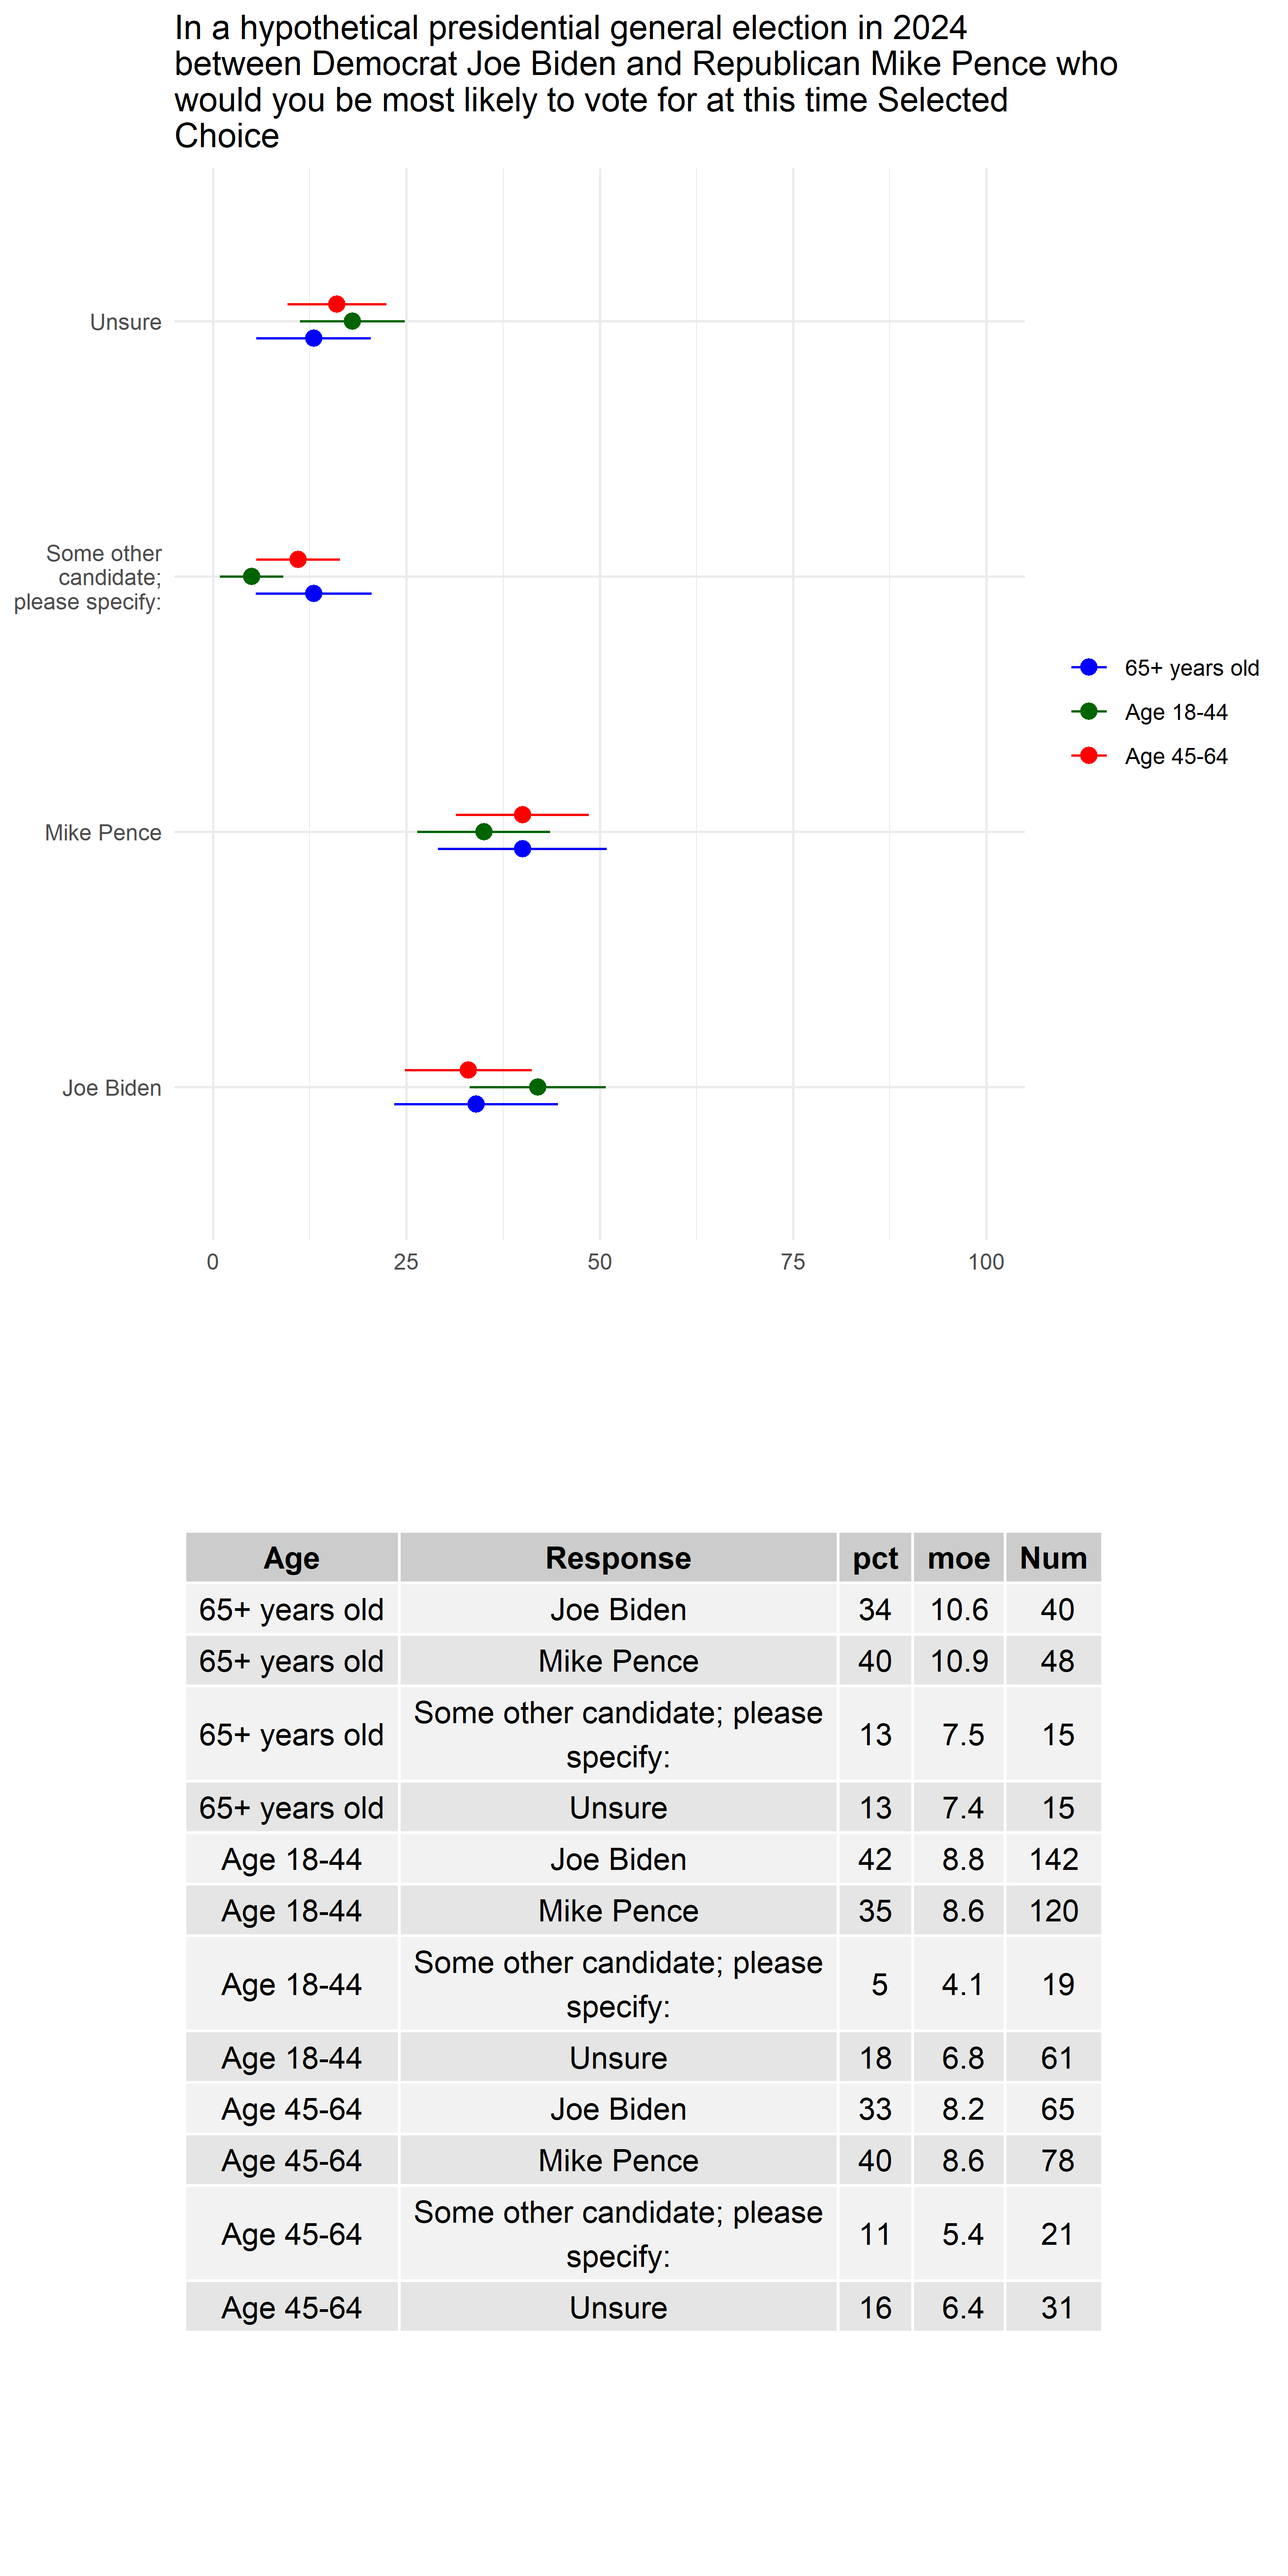 In a hypothetical presidential general election in 2024
between Democrat Joe Biden and Republican Mike Pence who
would you be most likely to vote for at this time Selected
Choice
Unsure
Some other
candidate;
please specify:
Mike Pence
Joe Biden
0 25 50 75 100
65+ years old
Age 18-44
Age 45-64
Age Response pct moe Num
65+ years old Joe Biden 34 10.6 40
65+ years old Mike Pence 40 10.9 48
65+ years old Some other candidate; please
specify: 13 7.5 15
65+ years old Unsure 13 7.4 15
Age 18-44 Joe Biden 42 8.8 142
Age 18-44 Mike Pence 35 8.6 120
Age 18-44 Some other candidate; please
specify: 5 4.1 19
Age 18-44 Unsure 18 6.8 61
Age 45-64 Joe Biden 33 8.2 65
Age 45-64 Mike Pence 40 8.6 78
Age 45-64 Some other candidate; please
specify: 11 5.4 21
Age 45-64 Unsure 16 6.4 31